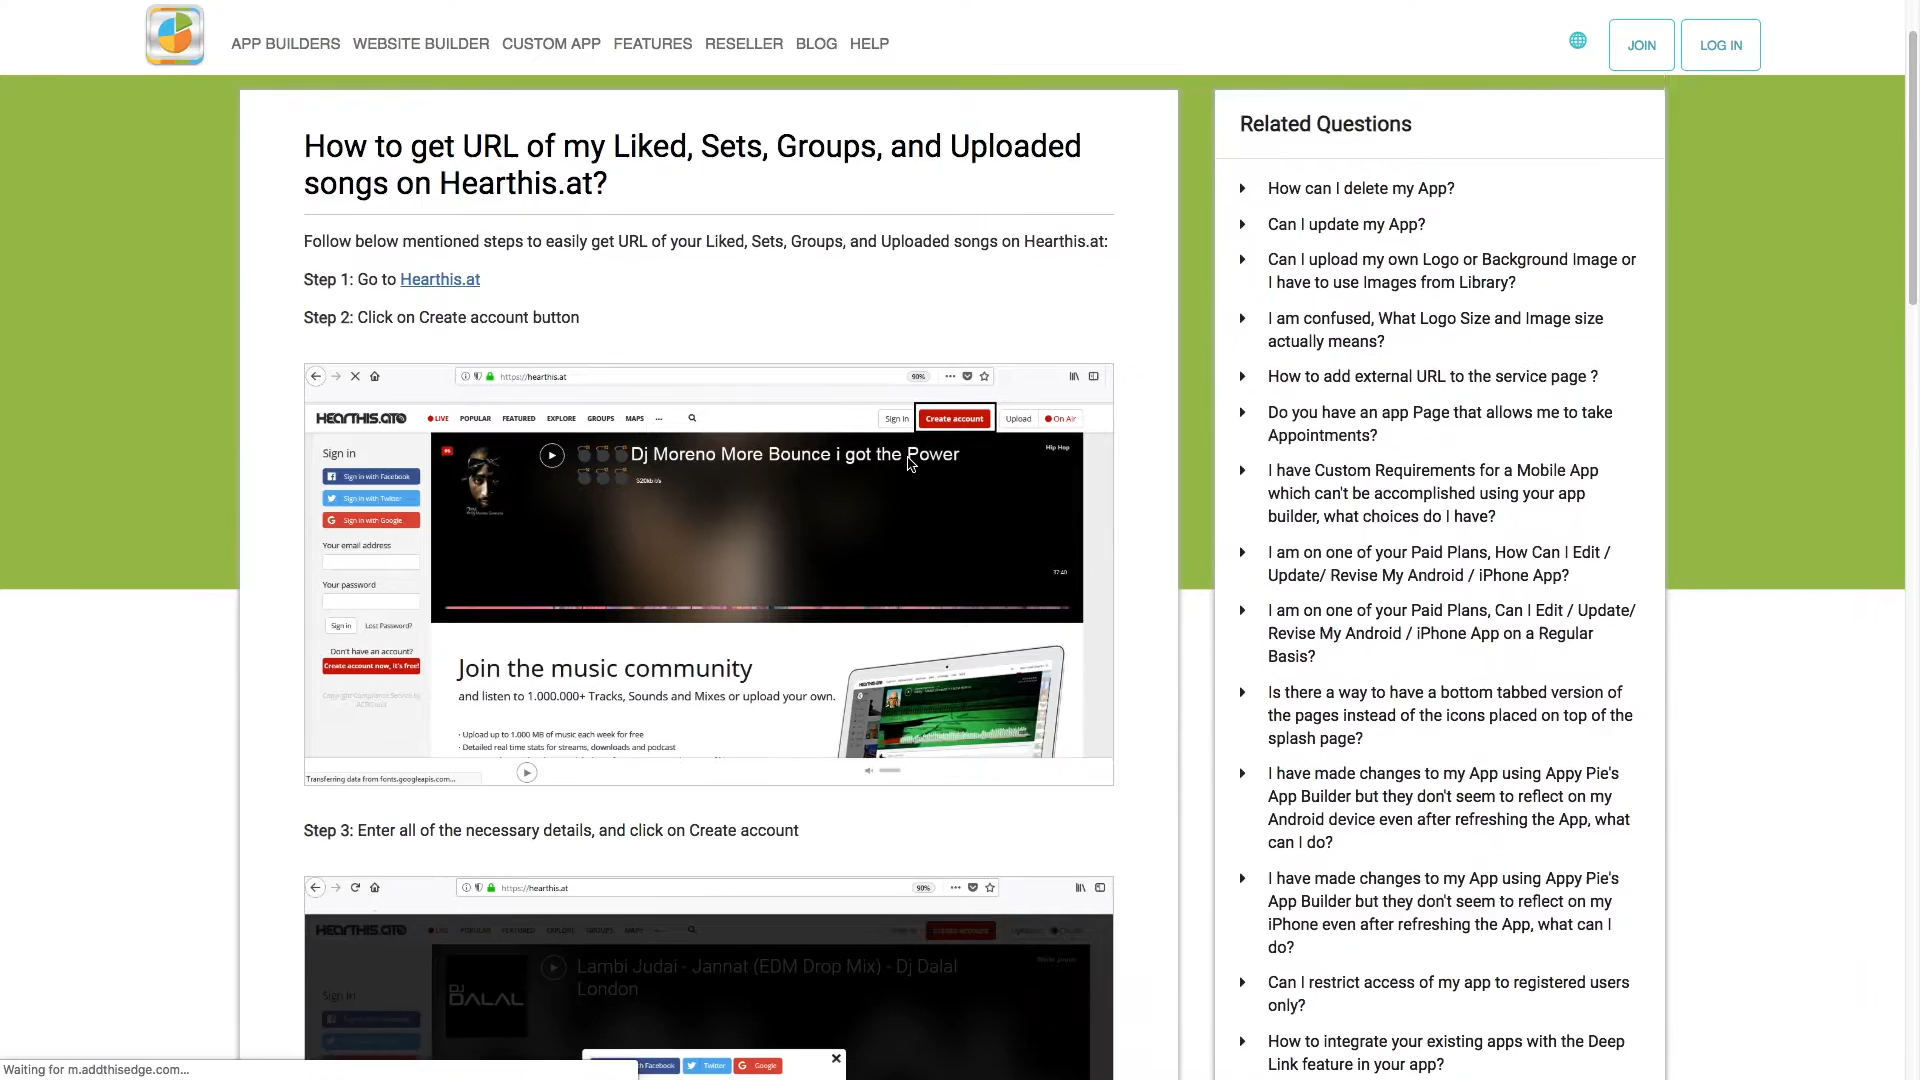 APP BUILDERS WEBSITE BUILDER CUSTOM APP FEATURES RESELLER BLOG HELP
JOIN
LOG IN
How to get URL of my Liked, Sets, Groups, and Uploaded
songs on Hearthis.at?
Follow below mentioned steps to easily get URL of your Liked, Sets, Groups, and Uploaded songs on Hearthis.at:
Step 1: Go to Hearthis.at
Step 2: Click on Create account button
https://hearthis.at
90%
HEARTHIS.AT
LIVE POPULAR FEATURED EXPLORE GROUPS MAPS ...
Sign in
Create account
Upload
On Air
Sign in
Sign in with Facebook
Sign in with Twitter
Sign in with Google
Your email address
Your password
Sign in
Lost Password?
Don't have an account?
Create account now, it's free!
Copyright Compliance Service by
Dj Moreno More Bounce i got the Power
320kb/s
Hip Hop
37:40
Join the music community
and listen to 1.000.000+ Tracks, Sounds and Mixes or upload your own.
· Upload up to 1.000 MB of music each week for free
· Detailed real time stats for streams, downloads and podcast
Transferring data from fonts.googleapis.com...
Step 3: Enter all of the necessary details, and click on Create account
https://hearthis.at
90%
HEARTHIS.AT
LIVE POPULAR FEATURED EXPLORE GROUPS MAPS
Sign in
DJ
DALAL
Lambi Judai - Jannat (EDM Drop Mix) - Dj Dalal
London
Facebook
Twitter
Google
Waiting for m.addthisedge.com...
Related Questions
How can I delete my App?
Can I update my App?
Can I upload my own Logo or Background Image or
I have to use Images from Library?
I am confused, What Logo Size and Image size
actually means?
How to add external URL to the service page ?
Do you have an app Page that allows me to take
Appointments?
I have Custom Requirements for a Mobile App
which can't be accomplished using your app
builder, what choices do I have?
I am on one of your Paid Plans, How Can I Edit /
Update/ Revise My Android / iPhone App?
I am on one of your Paid Plans, Can I Edit / Update/
Revise My Android / iPhone App on a Regular
Basis?
Is there a way to have a bottom tabbed version of
the pages instead of the icons placed on top of the
splash page?
I have made changes to my App using Appy Pie's
App Builder but they don't seem to reflect on my
Android device even after refreshing the App, what
can I do?
I have made changes to my App using Appy Pie's
App Builder but they don't seem to reflect on my
iPhone even after refreshing the App, what can I
do?
Can I restrict access of my app to registered users
only?
How to integrate your existing apps with the Deep
Link feature in your app?